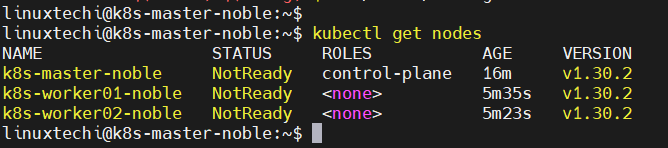 linuxtechi@k8s-master-noble:~$
linuxtechi@k8s-master-noble:~$ kubectl get nodes
NAME STATUS ROLES AGE VERSION
k8s-master-noble NotReady control-plane 16m v1.30.2
k8s-worker01-noble NotReady <none> 5m35s v1.30.2
k8s-worker02-noble NotReady <none> 5m23s v1.30.2
linuxtechi@k8s-master-noble:~$